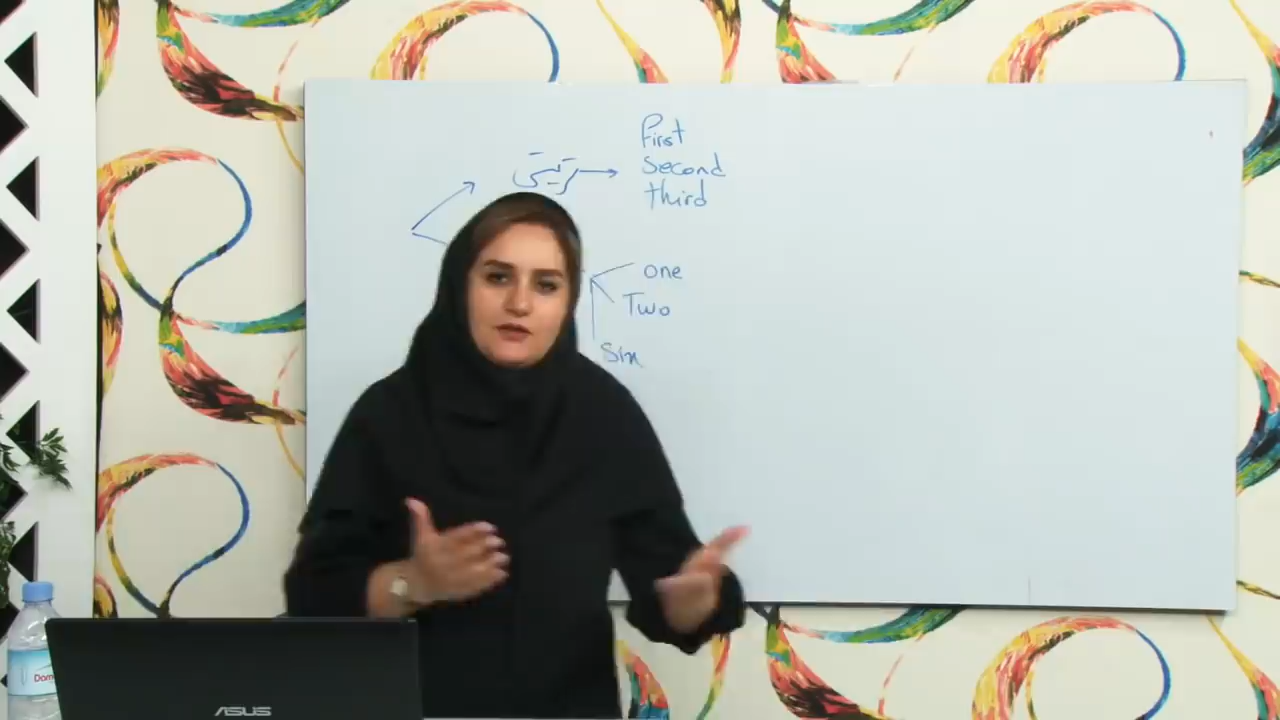 First
ترتیبی → Second
third
one
Two
Six
ASUS